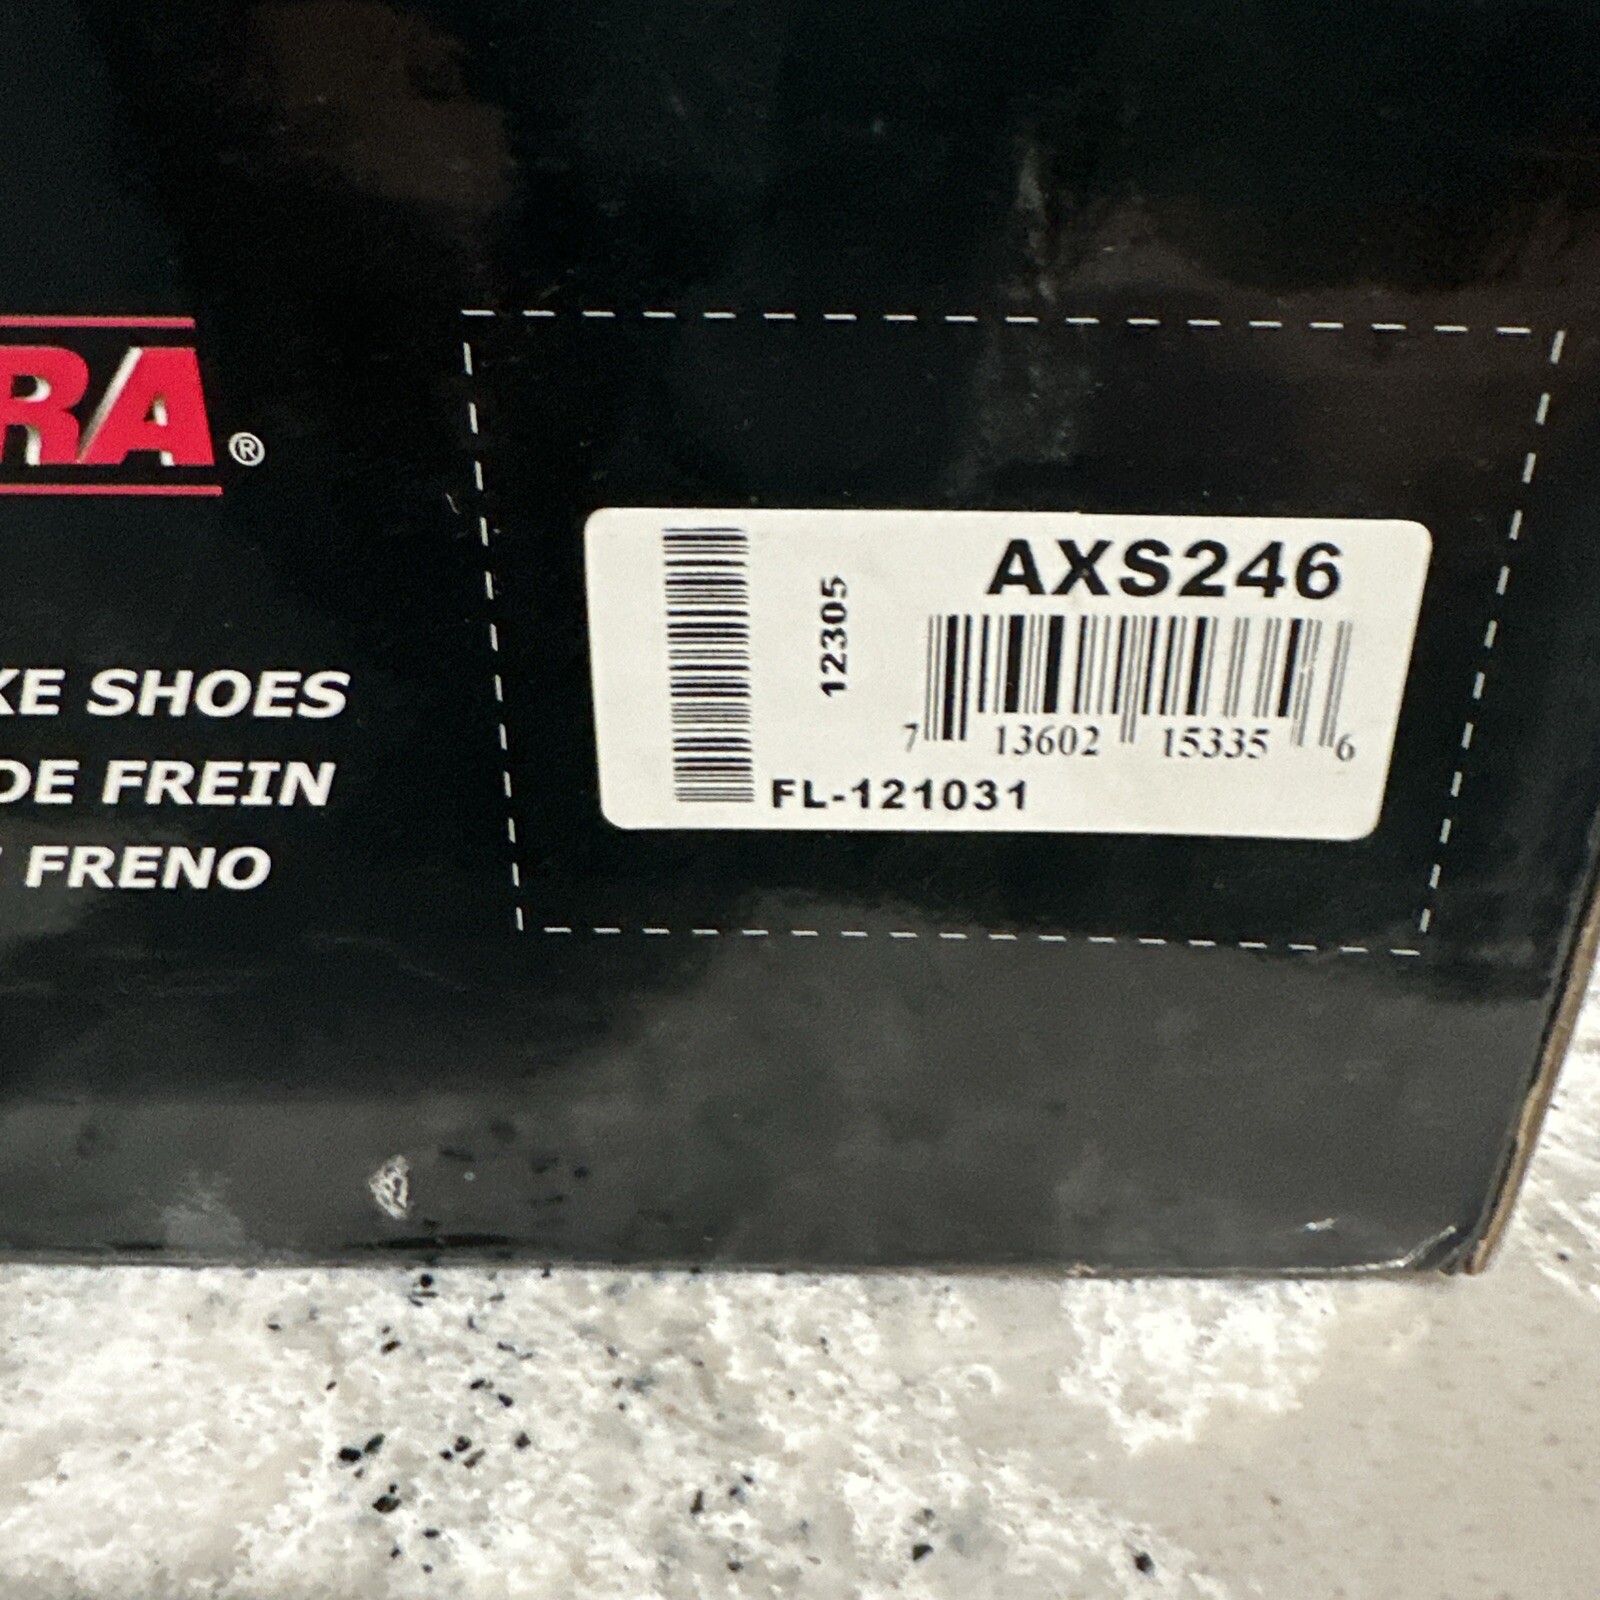 RA®
KE SHOES
DE FREIN
FRENO
AXS246
12305
7 13602 15335 6
FL-121031